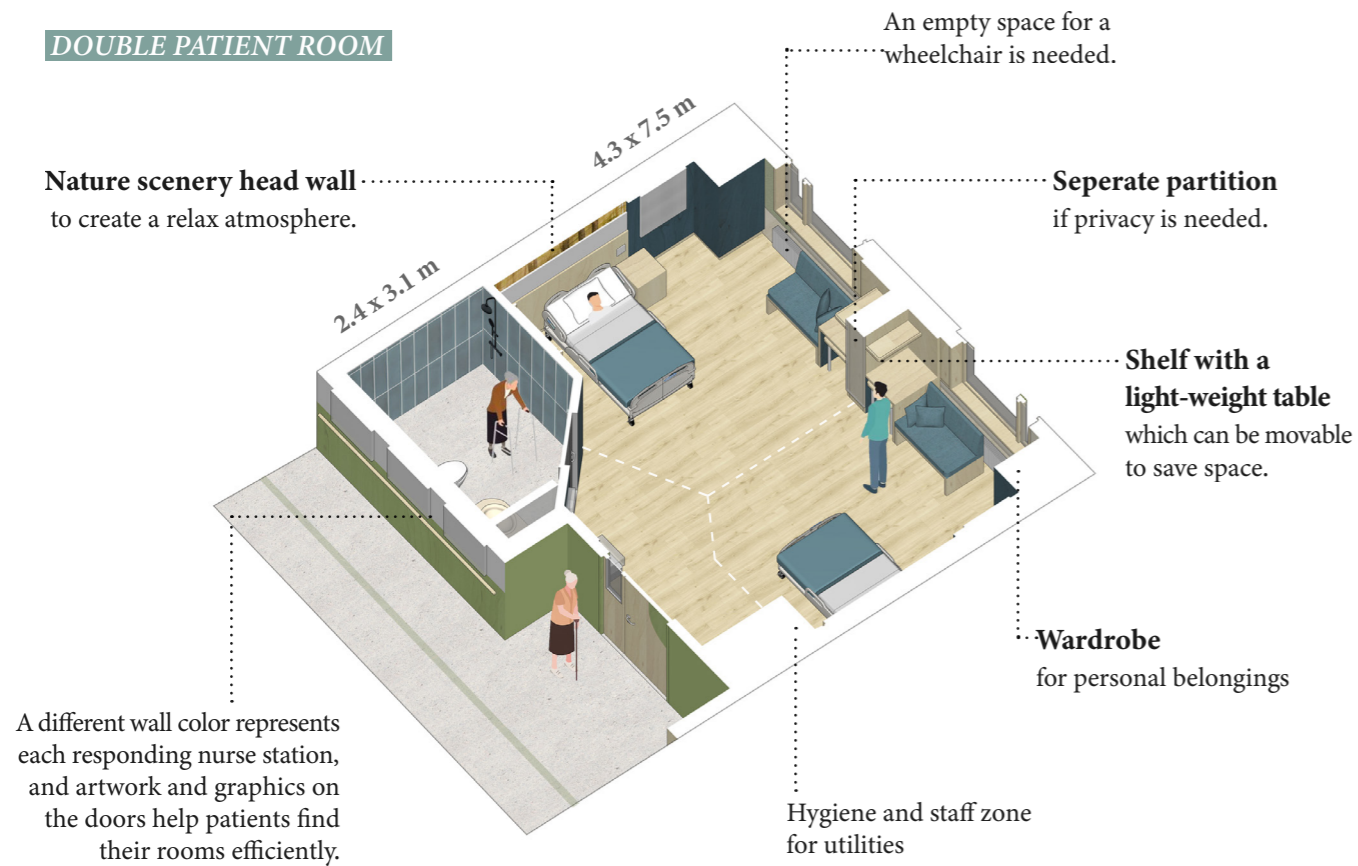 DOUBLE PATIENT ROOM
An empty space for a
wheelchair is needed.
4.3 x 7.5 m
Nature scenery head wall
to create a relax atmosphere.
Seperate partition
if privacy is needed.
2.4 x 3.1 m
Shelf with a
light-weight table
which can be movable
to save space.
Wardrobe
for personal belongings
A different wall color represents
each responding nurse station,
and artwork and graphics on
the doors help patients find
their rooms efficiently.
Hygiene and staff zone
for utilities